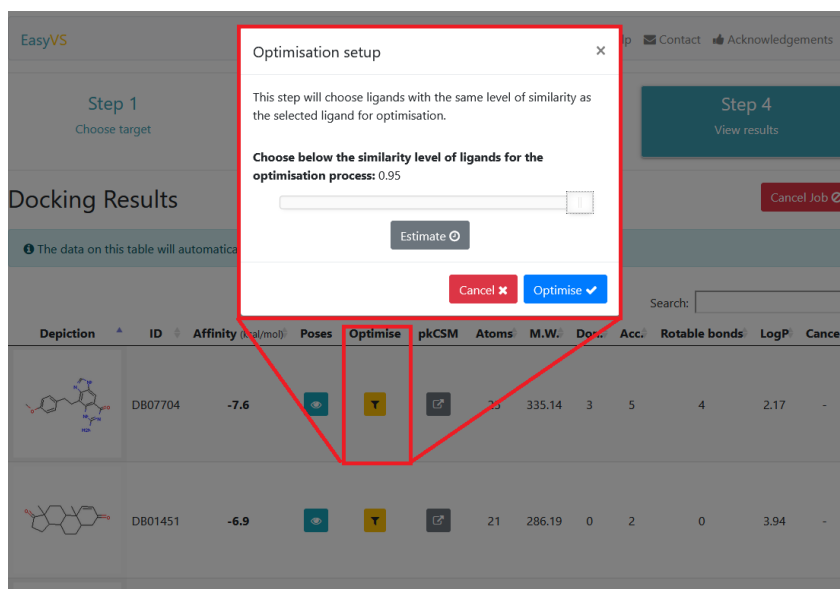 EasyVS
lp Contact Acknowledgements
Optimisation setup ×
This step will choose ligands with the same level of similarity as
the selected ligand for optimisation.
Choose below the similarity level of ligands for the
optimisation process: 0.95
Estimate
Cancel Optimise
Step 1
Choose target
Step 4
View results
Docking Results
Cancel Job
The data on this table will automatica
Search:
Depiction ID Affinity (kcal/mol) Poses Optimise pkCSM Atoms M.W. Don. Acc. Rotable bonds LogP Cance
DB07704 -7.6 25 335.14 3 5 4 2.17 -
DB01451 -6.9 21 286.19 0 2 0 3.94 -